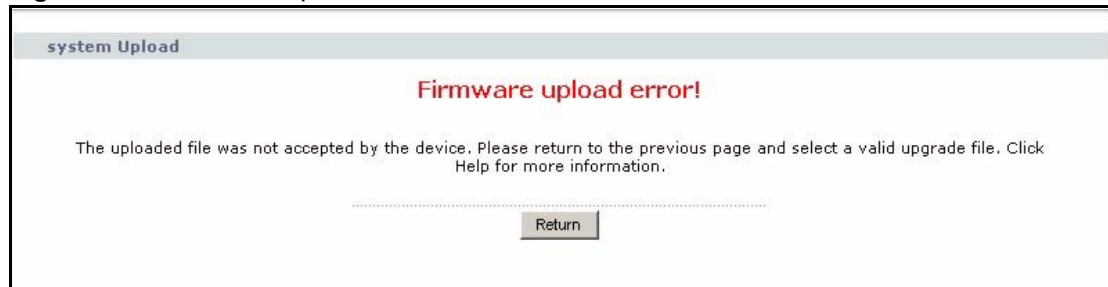 system Upload
Firmware upload error!
The uploaded file was not accepted by the device. Please return to the previous page and select a valid upgrade file. Click
Help for more information.
Return